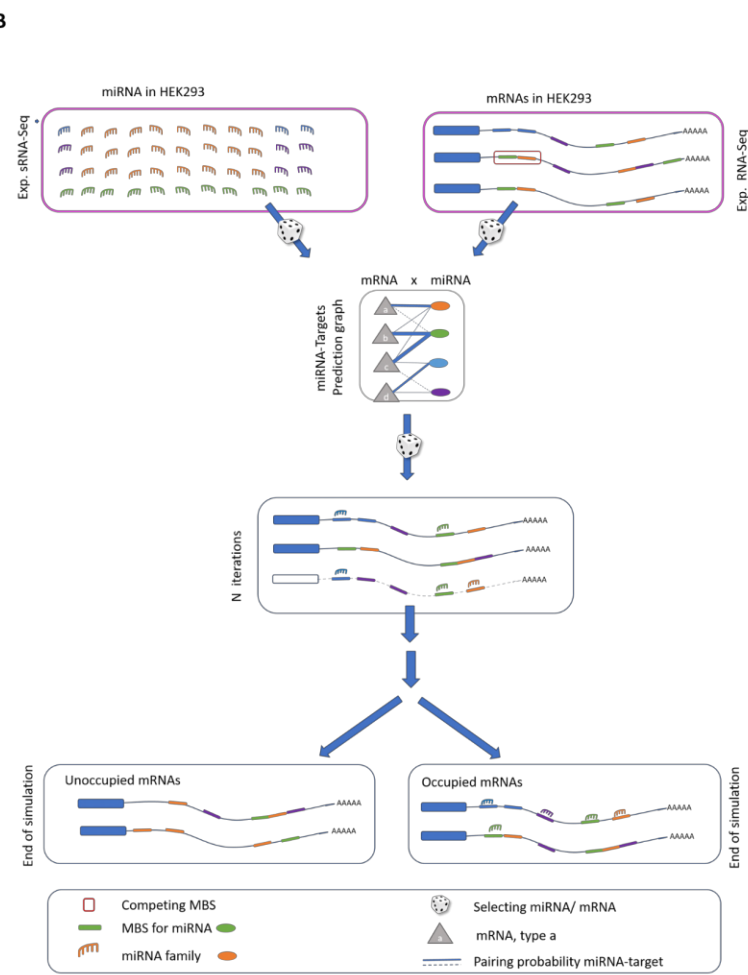 B
miRNA in HEK293
mRNAs in HEK293
Exp. sRNA-Seq
Exp. RNA-Seq
AAAAA
AAAAA
AAAAA
mRNA x miRNA
miRNA-Targets
Prediction graph
a
b
c
d
N iterions
AAAAA
AAAAA
AAAAA
End of simulation
Unoccupied mRNAs
AAAAA
AAAAA
Occupied mRNAs
AAAAA
AAAAA
End of simulation
Competing MBS
Selecting miRNA/ mRNA
MBS for miRNA
a
mRNA, type a
miRNA family
Pairing probability miRNA-target